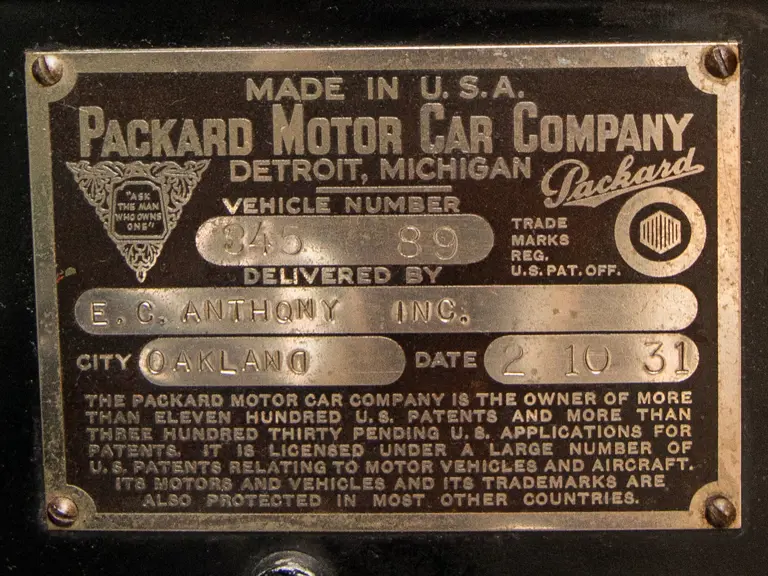 MADE IN U.S.A.
PACKARD MOTOR CAR COMPANY
DETROIT, MICHIGAN
Packard
"ASK
THE MAN
WHO OWNS
ONE"
VEHICLE NUMBER
345 89
TRADE
MARKS
REG.
U.S. PAT. OFF.
DELIVERED BY
E. C. ANTHONY INC.
CITY OAKLAND DATE 2 10 31
THE PACKARD MOTOR CAR COMPANY IS THE OWNER OF MORE
THAN ELEVEN HUNDRED U.S. PATENTS AND MORE THAN
THREE HUNDRED THIRTY PENDING U.S. APPLICATIONS FOR
PATENTS. IT IS LICENSED UNDER A LARGE NUMBER OF
U.S. PATENTS RELATING TO MOTOR VEHICLES AND AIRCRAFT.
ITS MOTORS AND VEHICLES AND ITS TRADEMARKS ARE
ALSO PROTECTED IN MOST OTHER COUNTRIES.